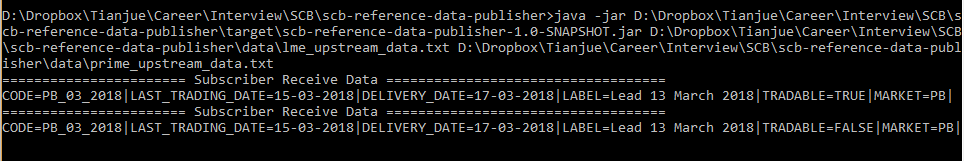 D:\Dropbox\Tianjue\Career\Interview\SCB\scb-reference-data-publisher>java -jar D:\Dropbox\Tianjue\Career\Interview\SCB\s
cb-reference-data-publisher\target\scb-reference-data-publisher-1.0-SNAPSHOT.jar D:\Dropbox\Tianjue\Career\Interview\SCB
\scb-reference-data-publisher\data\lme_upstream_data.txt D:\Dropbox\Tianjue\Career\Interview\SCB\scb-reference-data-publ
isher\data\prime_upstream_data.txt
======================= Subscriber Receive Data ===================================
CODE=PB_03_2018|LAST_TRADING_DATE=15-03-2018|DELIVERY_DATE=17-03-2018|LABEL=Lead 13 March 2018|TRADABLE=TRUE|MARKET=PB|
======================= Subscriber Receive Data ===================================
CODE=PB_03_2018|LAST_TRADING_DATE=15-03-2018|DELIVERY_DATE=17-03-2018|LABEL=Lead 13 March 2018|TRADABLE=FALSE|MARKET=PB|